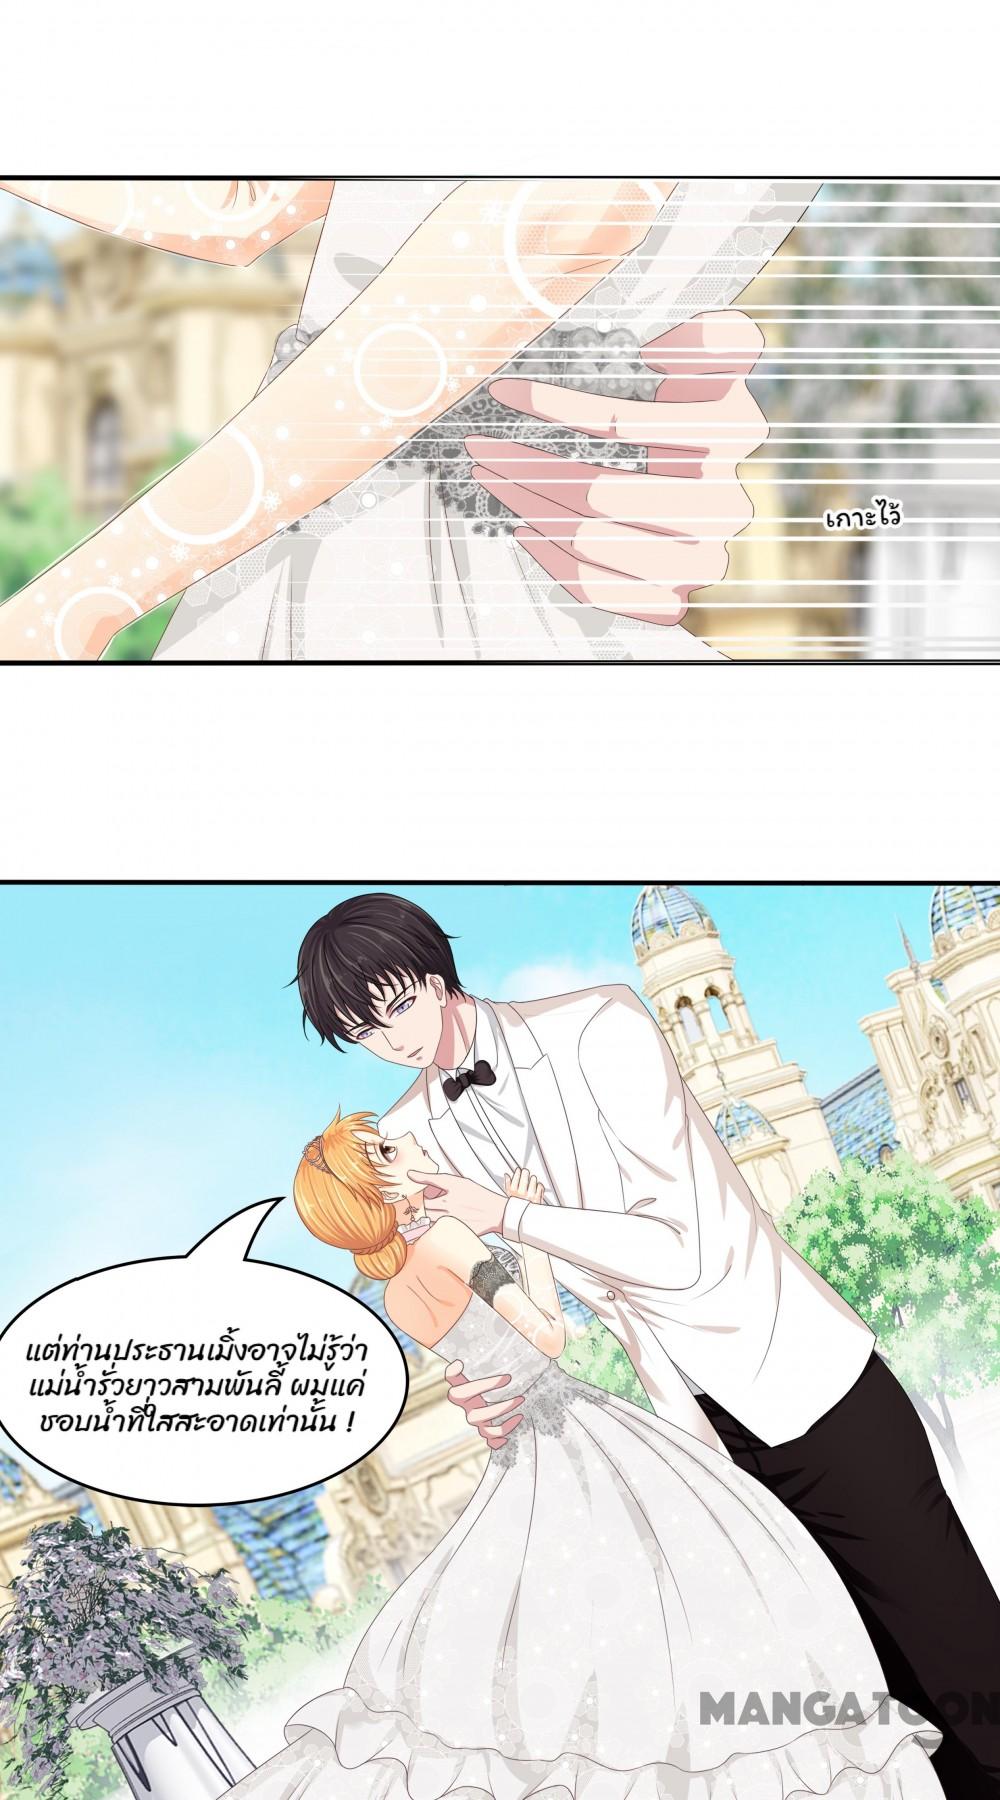 เกาะไว้
แต่ท่านประธานเมิ้งอาจไม่รู้ว่า
แม่น้ำรั่วยาวสามพันลี้ ผมแค่
ชอบน้ำที่ใสสะอาดเท่านั้น !
MANGATOON